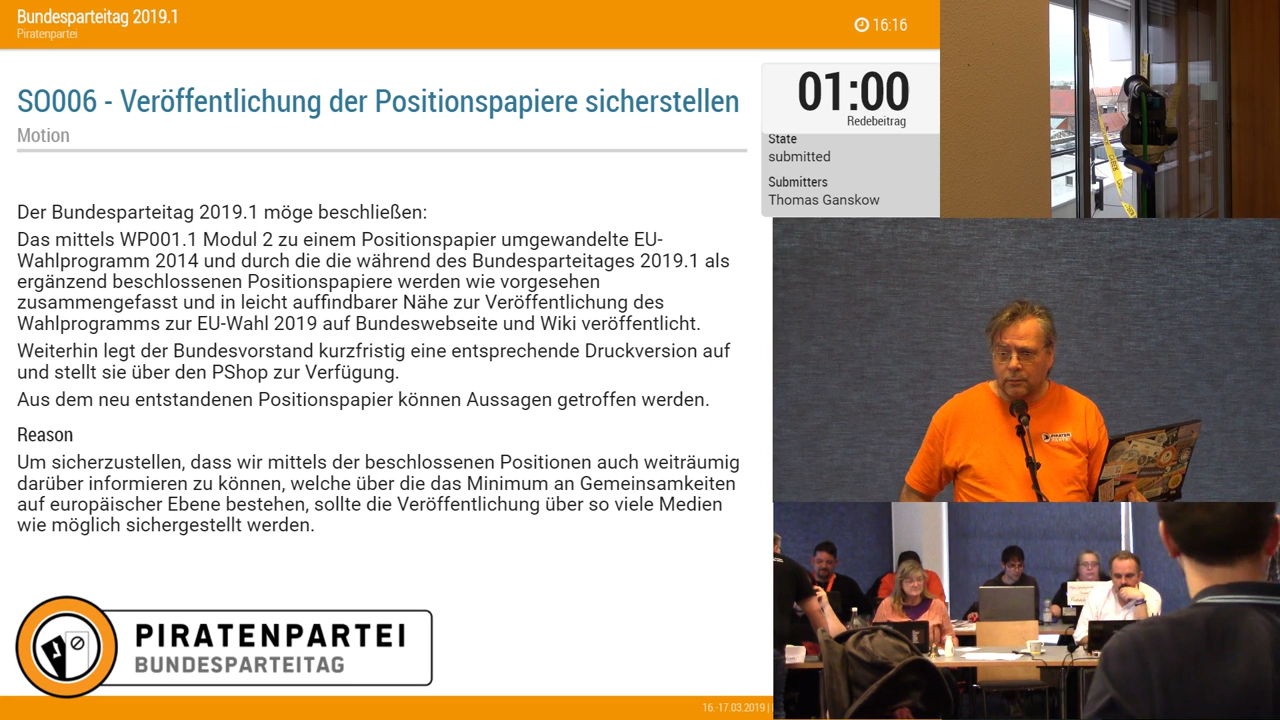 Bundesparteitag 2019.1
Piratenpartei
16:16
SO006 - Veröffentlichung der Positionspapiere sicherstellen
Motion
01:00
Redebeitrag
State
submitted
Submitters
Thomas Ganskow
Der Bundesparteitag 2019.1 möge beschließen:
Das mittels WP001.1 Modul 2 zu einem Positionspapier umgewandelte EU-
Wahlprogramm 2014 und durch die die während des Bundesparteitages 2019.1 als
ergänzend beschlossenen Positionspapiere werden wie vorgesehen
zusammengefasst und in leicht auffindbarer Nähe zur Veröffentlichung des
Wahlprogramms zur EU-Wahl 2019 auf Bundeswebseite und Wiki veröffentlicht.
Weiterhin legt der Bundesvorstand kurzfristig eine entsprechende Druckversion auf
und stellt sie über den PShop zur Verfügung.
Aus dem neu entstandenen Positionspapier können Aussagen getroffen werden.
Reason
Um sicherzustellen, dass wir mittels der beschlossenen Positionen auch weiträumig
darüber informieren zu können, welche über die das Minimum an Gemeinsamkeiten
auf europäischer Ebene bestehen, sollte die Veröffentlichung über so viele Medien
wie möglich sichergestellt werden.
PIRATENPARTEI
BUNDESPARTEITAG
16.-17.03.2019 |
PIRATEN